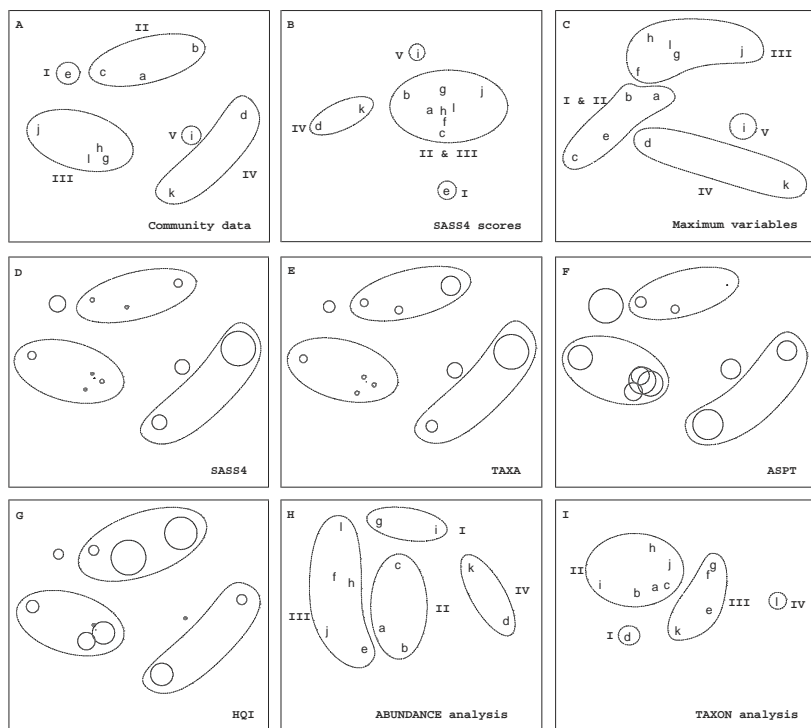 A
II
b
I
e
c
a
d
j
V
i
h
l
g
III
IV
k
Community data
B
V
i
b
g
j
k
a
h
l
IV
d
f
c
II & III
e
I
SASS4 scores
C
h
l
j
III
g
f
I & II
b
a
i
V
e
d
c
IV
k
Maximum variables
D
SASS4
E
TAXA
F
ASPT
G
HQI
H
l
g
i
I
c
k
f
h
IV
III
II
j
a
d
e
b
ABUNDANCE analysis
I
h
j
g
II
f
i
a
c
b
l
IV
e
III
I
d
k
TAXON analysis